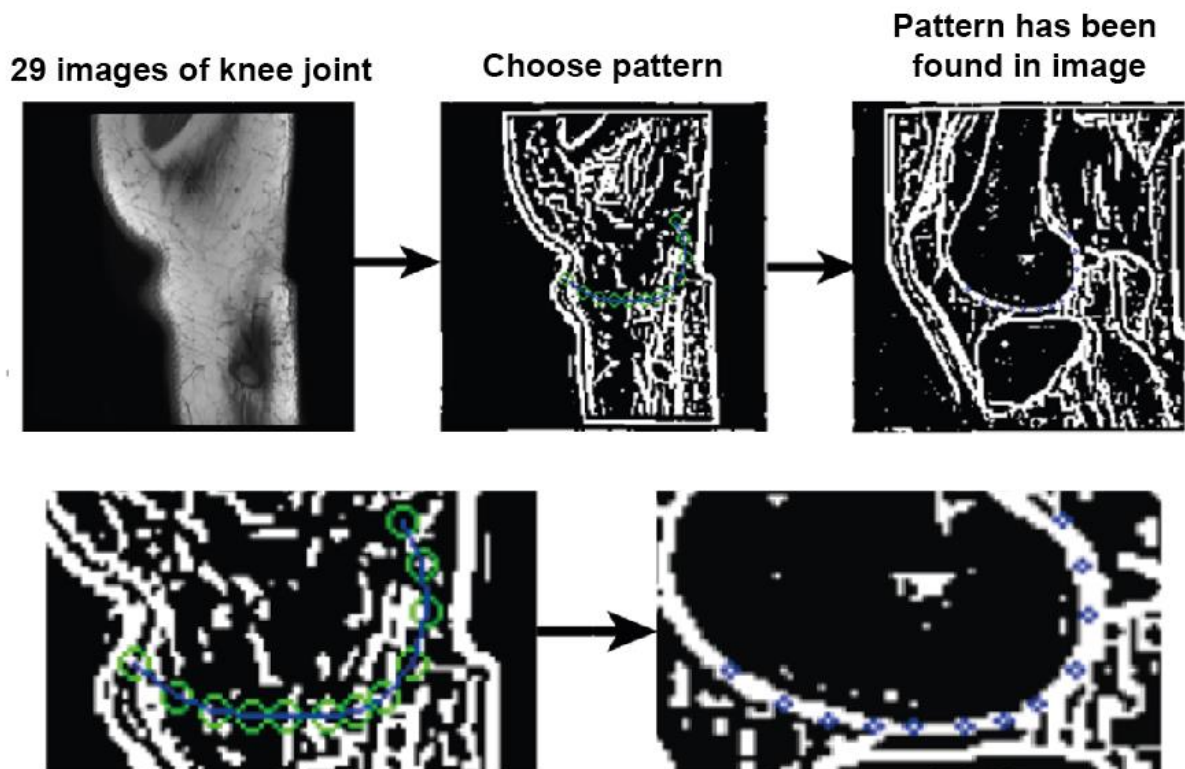 29 images of knee joint
Choose pattern
Pattern has been
found in image